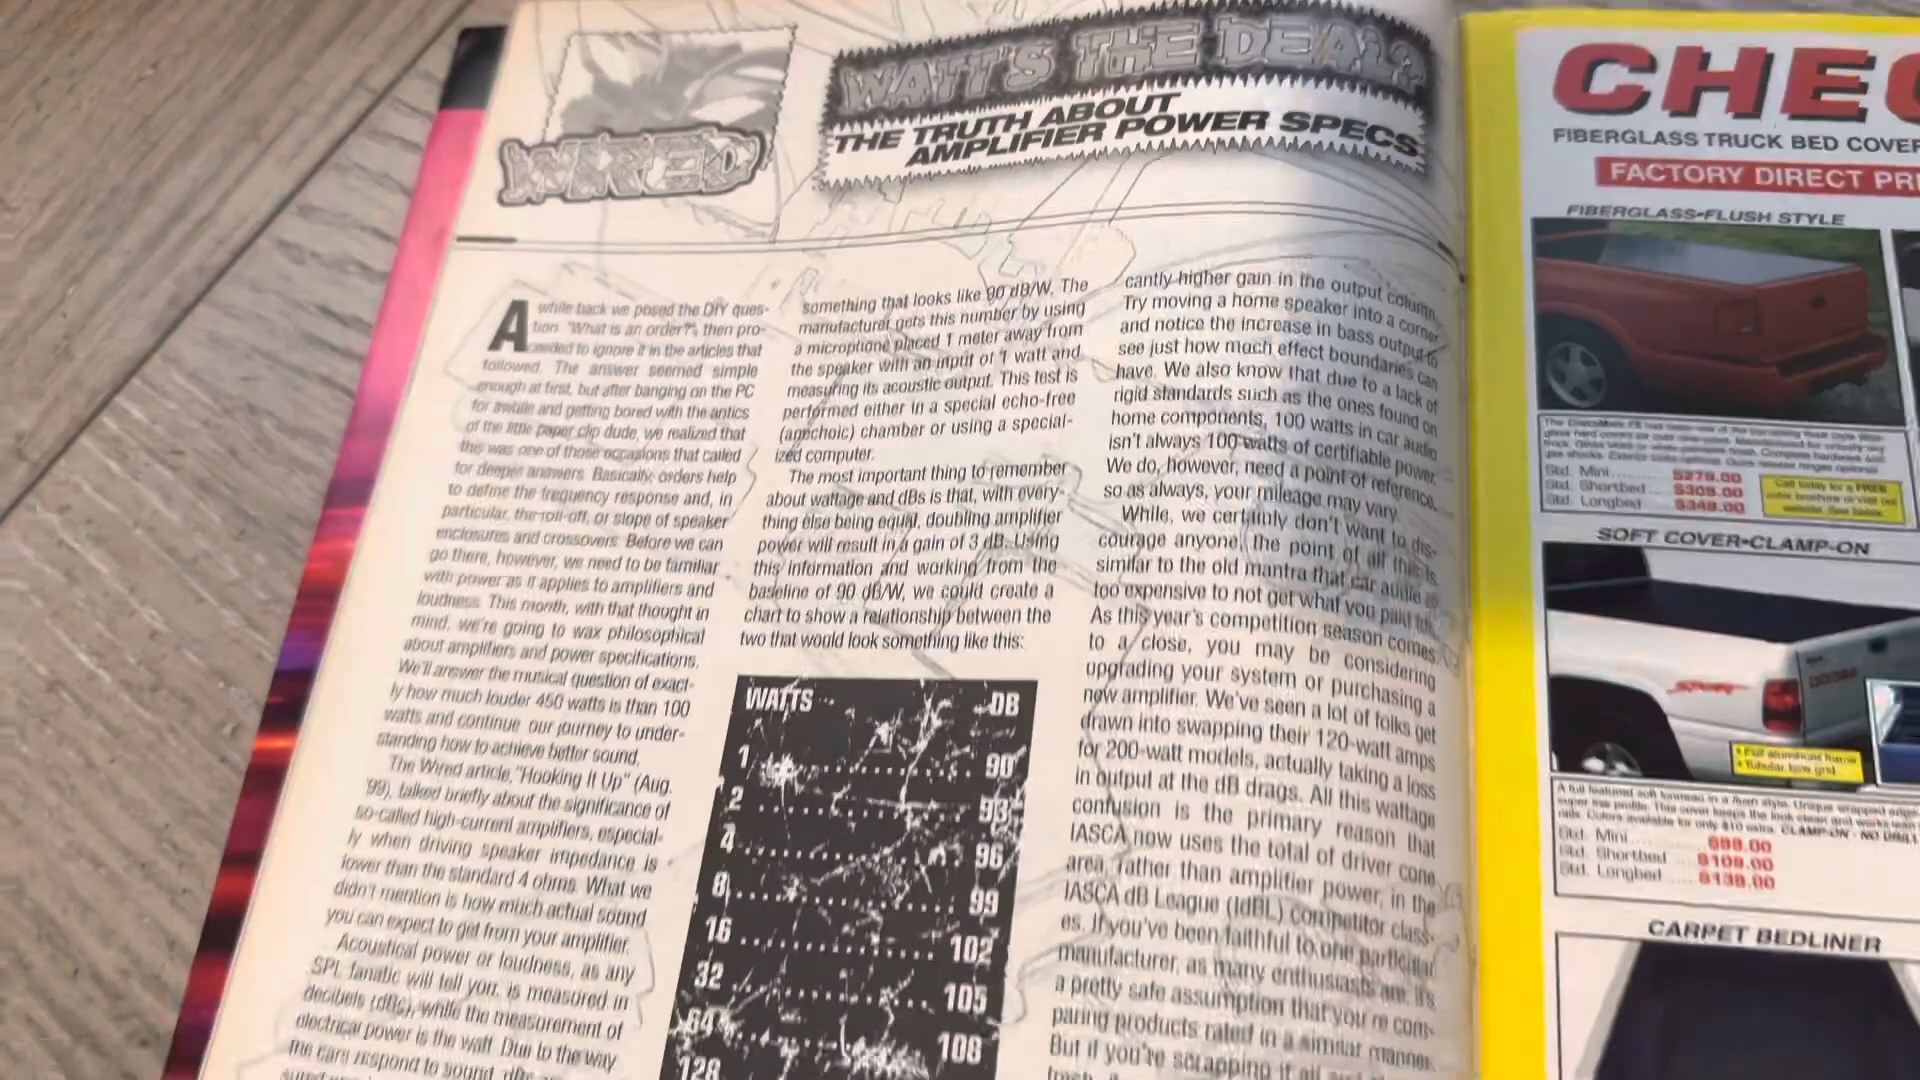 WIRED
WATT'S THE DEAL?
THE TRUTH ABOUT
AMPLIFIER POWER SPECS
A while back we posed the DIY ques-
tion "What is an order?", then pro-
ceeded to ignore it in the articles that
followed. The answer seemed simple
enough at first, but after banging on the PC
for awhile and getting bored with the antics
of the little paper clip dude, we realized that
this was one of those occasions that called
for deeper answers. Basically, orders help
to define the frequency response and, in
particular, the roll-off, or slope of speaker
enclosures and crossovers. Before we can
go there, however, we need to be familiar
with power as it applies to amplifiers and
loudness. This month, with that thought in
mind, we're going to wax philosophical
about amplifiers and power specifications.
We'll answer the musical question of exact-
ly how much louder 450 watts is than 100
watts and continue our journey to under-
standing how to achieve better sound.
The Wired article, "Hooking It Up" (Aug.
'99), talked briefly about the significance of
so-called high-current amplifiers, especial-
ly when driving speaker impedance is
lower than the standard 4 ohms. What we
didn't mention is how much actual sound
you can expect to get from your amplifier.
Acoustical power or loudness, as any
SPL fanatic will tell you, is measured in
decibels (dBs), while the measurement of
electrical power is the watt. Due to the way
the ears respond to sound, dBs
something that looks like 90 dB/W. The
manufacturer gets this number by using
a microphone placed 1 meter away from
the speaker with an input of 1 watt and
measuring its acoustic output. This test is
performed either in a special echo-free
(anechoic) chamber or using a special-
ized computer.
The most important thing to remember
about wattage and dBs is that, with every-
thing else being equal, doubling amplifier
power will result in a gain of 3 dB. Using
this information and working from the
baseline of 90 dB/W, we could create a
chart to show a relationship between the
two that would look something like this:
WATTS DB
1 90
2 93
4 96
8 99
16 102
32 105
64 108
128
cantly higher gain in the output column.
Try moving a home speaker into a corner
and notice the increase in bass output to
see just how much effect boundaries can
have. We also know that due to a lack of
rigid standards such as the ones found on
home components, 100 watts in car audio
isn't always 100 watts of certifiable power.
We do, however, need a point of reference,
so as always, your mileage may vary.
While, we certainly don't want to dis-
courage anyone, the point of all this is
similar to the old mantra that car audio is
too expensive to not get what you paid for.
As this year's competition season comes
to a close, you may be considering
upgrading your system or purchasing a
new amplifier. We've seen a lot of folks get
drawn into swapping their 120-watt amps
for 200-watt models, actually taking a loss
in output at the dB drags. All this wattage
confusion is the primary reason that
IASCA now uses the total of driver cone
area, rather than amplifier power, in the
IASCA dB League (IdBL) competitor class-
es. If you've been faithful to one particular
manufacturer, as many enthusiasts are, it's
a pretty safe assumption that you're com-
paring products rated in a similar manner.
But if you're scrapping it all and
CHEC
FIBERGLASS TRUCK BED COVER
FACTORY DIRECT PRI
FIBERGLASS•FLUSH STYLE
Std. Mini $279.00
Std. Shortbed $309.00
Std. Longbed $349.00
Call today for a FREE
color brochure or visit our
website. See below.
SOFT COVER•CLAMP-ON
SPORT
• Full aluminum frame
• Tubular bow grid
Std. Mini $99.00
Std. Shortbed $109.00
Std. Longbed $139.00
CARPET BEDLINER